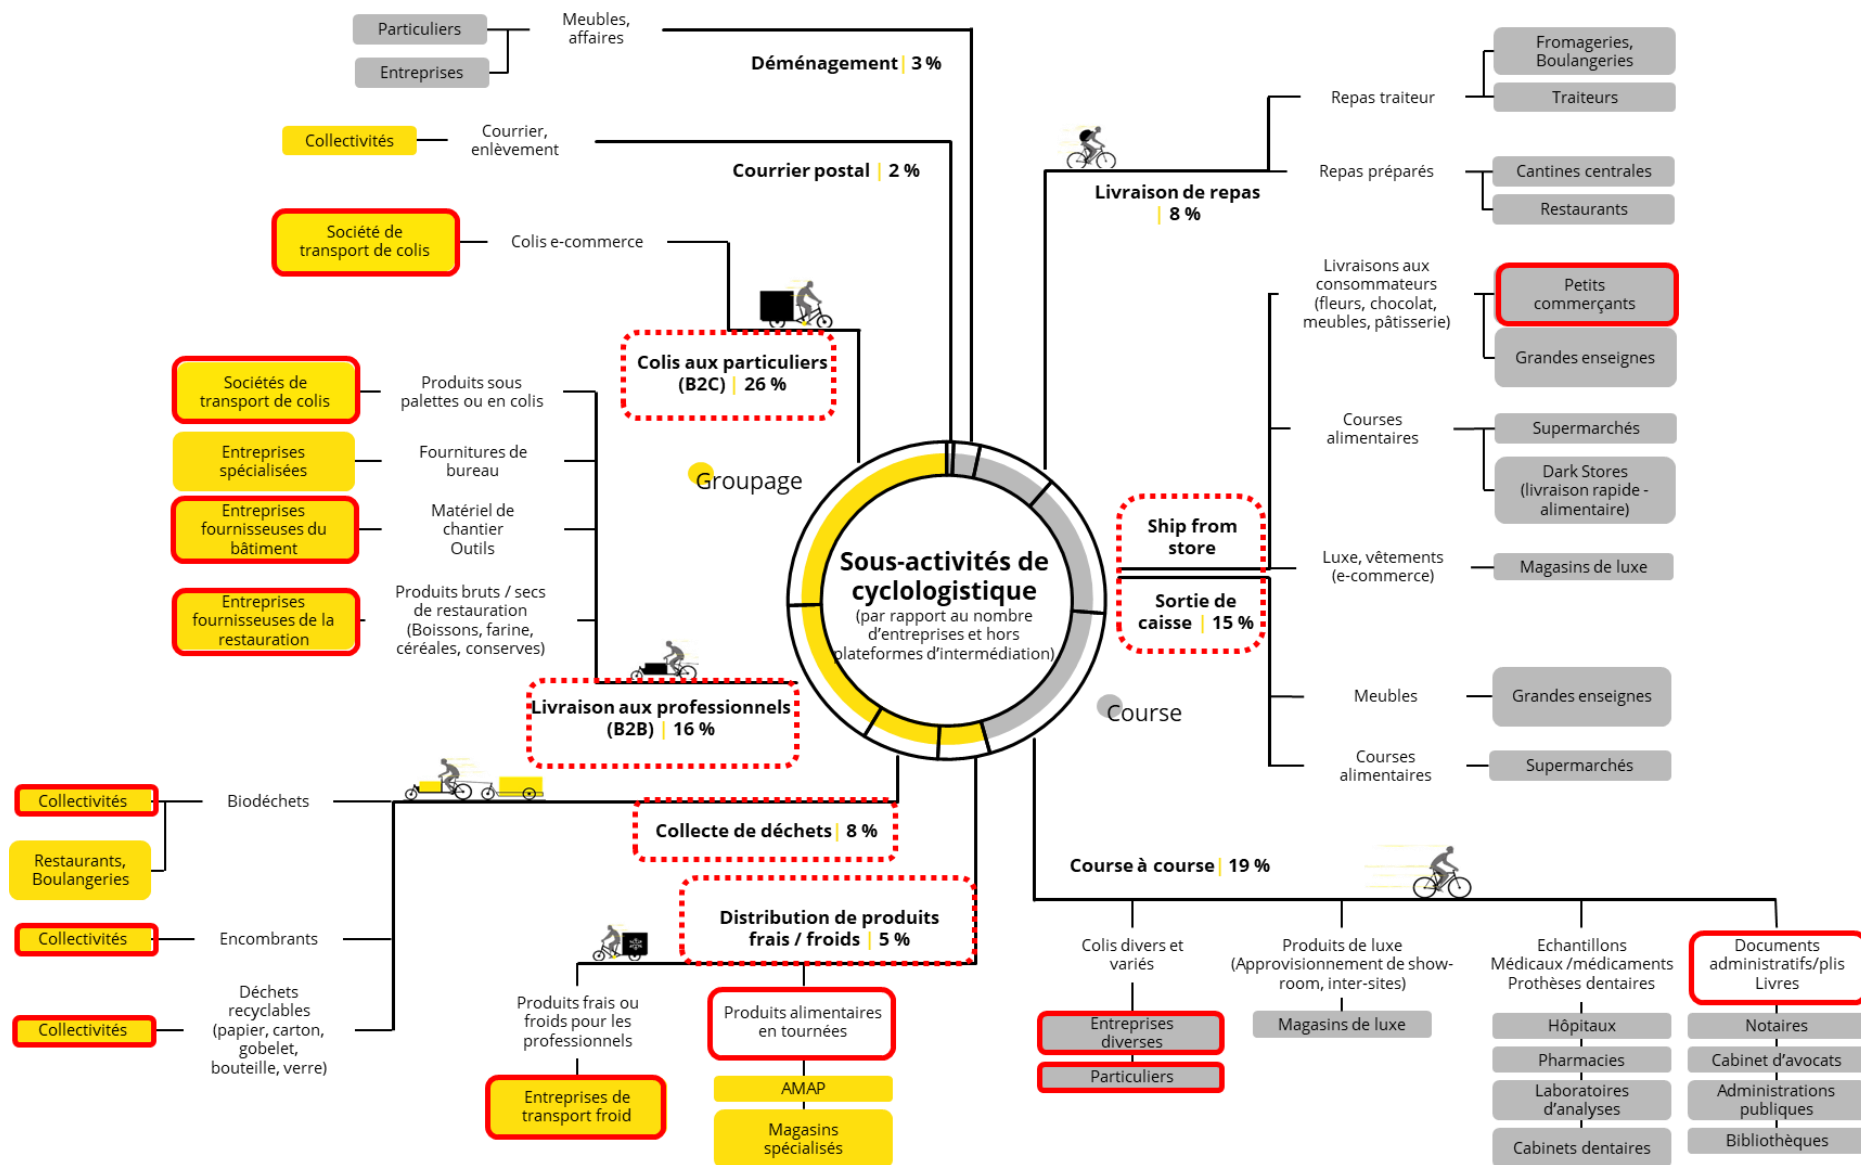 Particuliers
Entreprises
Meubles,
affaires
Déménagement | 3 %
Collectivités
Courrier,
enlèvement
Courrier postal | 2 %
Société de
transport de colis
Colis e-commerce
Colis aux particuliers
(B2C) | 26 %
Sociétés de
transport de colis
Produits sous
palettes ou en colis
Entreprises
spécialisées
Fournitures de
bureau
Entreprises
fournisseuses du
bâtiment
Matériel de
chantier
Outils
Entreprises
fournisseuses de la
restauration
Produits bruts / secs
de restauration
(Boissons, farine,
céréales, conserves)
Livraison aux professionnels
(B2B) | 16 %
Groupage
Sous-activités de
cyclologistique
(par rapport au nombre
d'entreprises et hors
plateformes d'intermédiation)
Course
Livraison de repas
| 8 %
Repas traiteur
Fromageries,
Boulangeries
Traiteurs
Repas préparés
Cantines centrales
Restaurants
Ship from
store
Livraisons aux
consommateurs
(fleurs, chocolat,
meubles, pâtisserie)
Petits
commerçants
Grandes enseignes
Courses
alimentaires
Supermarchés
Dark Stores
(livraison rapide -
alimentaire)
Luxe, vêtements
(e-commerce)
Magasins de luxe
Sortie de
caisse | 15 %
Meubles
Grandes enseignes
Courses
alimentaires
Supermarchés
Collecte de déchets | 8 %
Collectivités
Biodéchets
Restaurants,
Boulangeries
Collectivités
Encombrants
Collectivités
Déchets
recyclables
(papier, carton,
gobelet,
bouteille, verre)
Distribution de produits
frais / froids | 5 %
Produits frais ou
froids pour les
professionnels
Entreprises de
transport froid
Produits alimentaires
en tournées
AMAP
Magasins
spécialisés
Course à course | 19 %
Colis divers et
variés
Entreprises
diverses
Particuliers
Produits de luxe
(Approvisionnement de show-
room, inter-sites)
Magasins de luxe
Echantillons
Médicaux /médicaments
Prothèses dentaires
Hôpitaux
Pharmacies
Laboratoires
d'analyses
Cabinets dentaires
Documents
administratifs/plis
Livres
Notaires
Cabinet d'avocats
Administrations
publiques
Bibliothèques